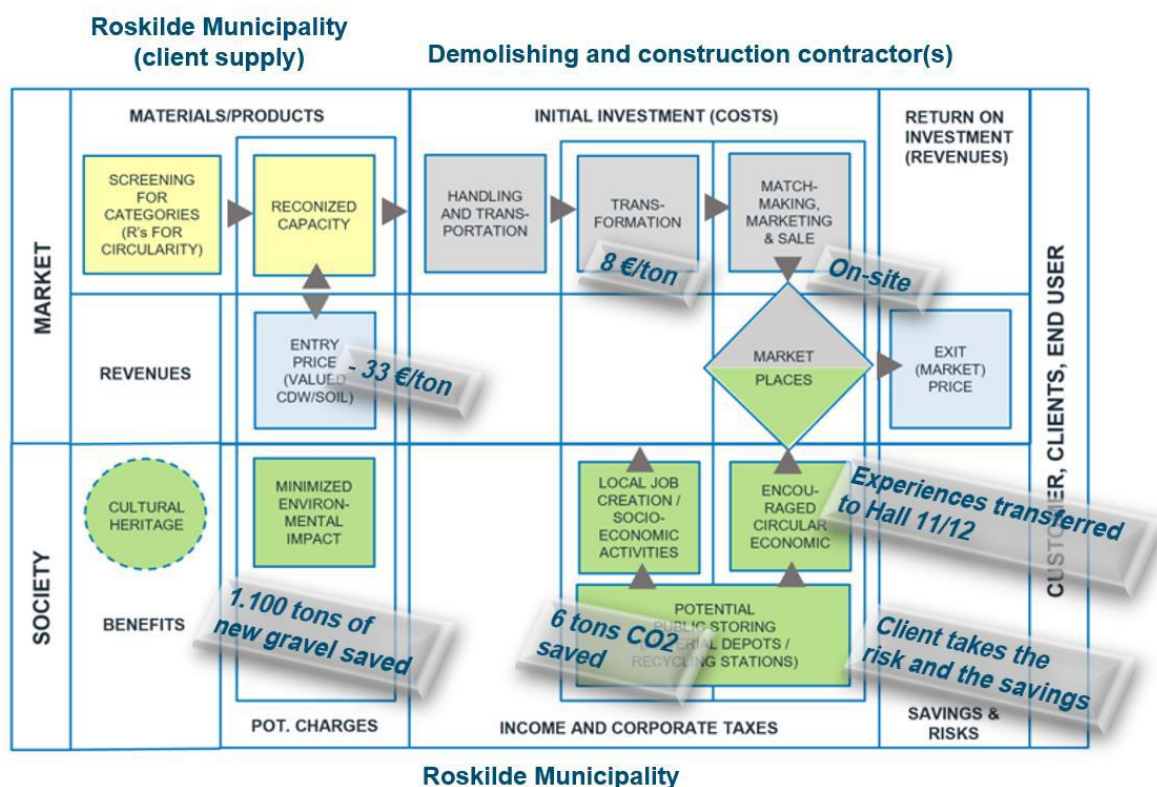 Roskilde Municipality
(client supply)
Demolishing and construction contractor(s)
MATERIALS/PRODUCTS
INITIAL INVESTMENT (COSTS)
RETURN ON
INVESTMENT
(REVENUES)
MARKET
SCREENING
FOR
CATEGORIES
(R's FOR
CIRCULARITY)
RECONIZED
CAPACITY
HANDLING
AND TRANS-
PORTATION
TRANS-
FORMATION
MATCH-
MAKING,
MARKETING
& SALE
8 €/ton
On-site
REVENUES
ENTRY
PRICE
(VALUED
CDW/SOIL)
- 33 €/ton
MARKET
PLACES
EXIT
(MARKET)
PRICE
CUSTOMER, CLIENTS, END USER
SOCIETY
CULTURAL
HERITAGE
MINIMIZED
ENVIRON-
MENTAL
IMPACT
LOCAL JOB
CREATION /
SOCIO-
ECONOMIC
ACTIVITIES
ENCOU-
RAGED
CIRCULAR
ECONOMIC
Experiences transferred
to Hall 11/12
BENEFITS
1.100 tons of
new gravel saved
POTENTIAL
PUBLIC STORING
DEPOTS /
RECYCLING STATIONS)
6 tons CO2
saved
Client takes the
risk and the savings
POT. CHARGES
INCOME AND CORPORATE TAXES
SAVINGS &
RISKS
Roskilde Municipality